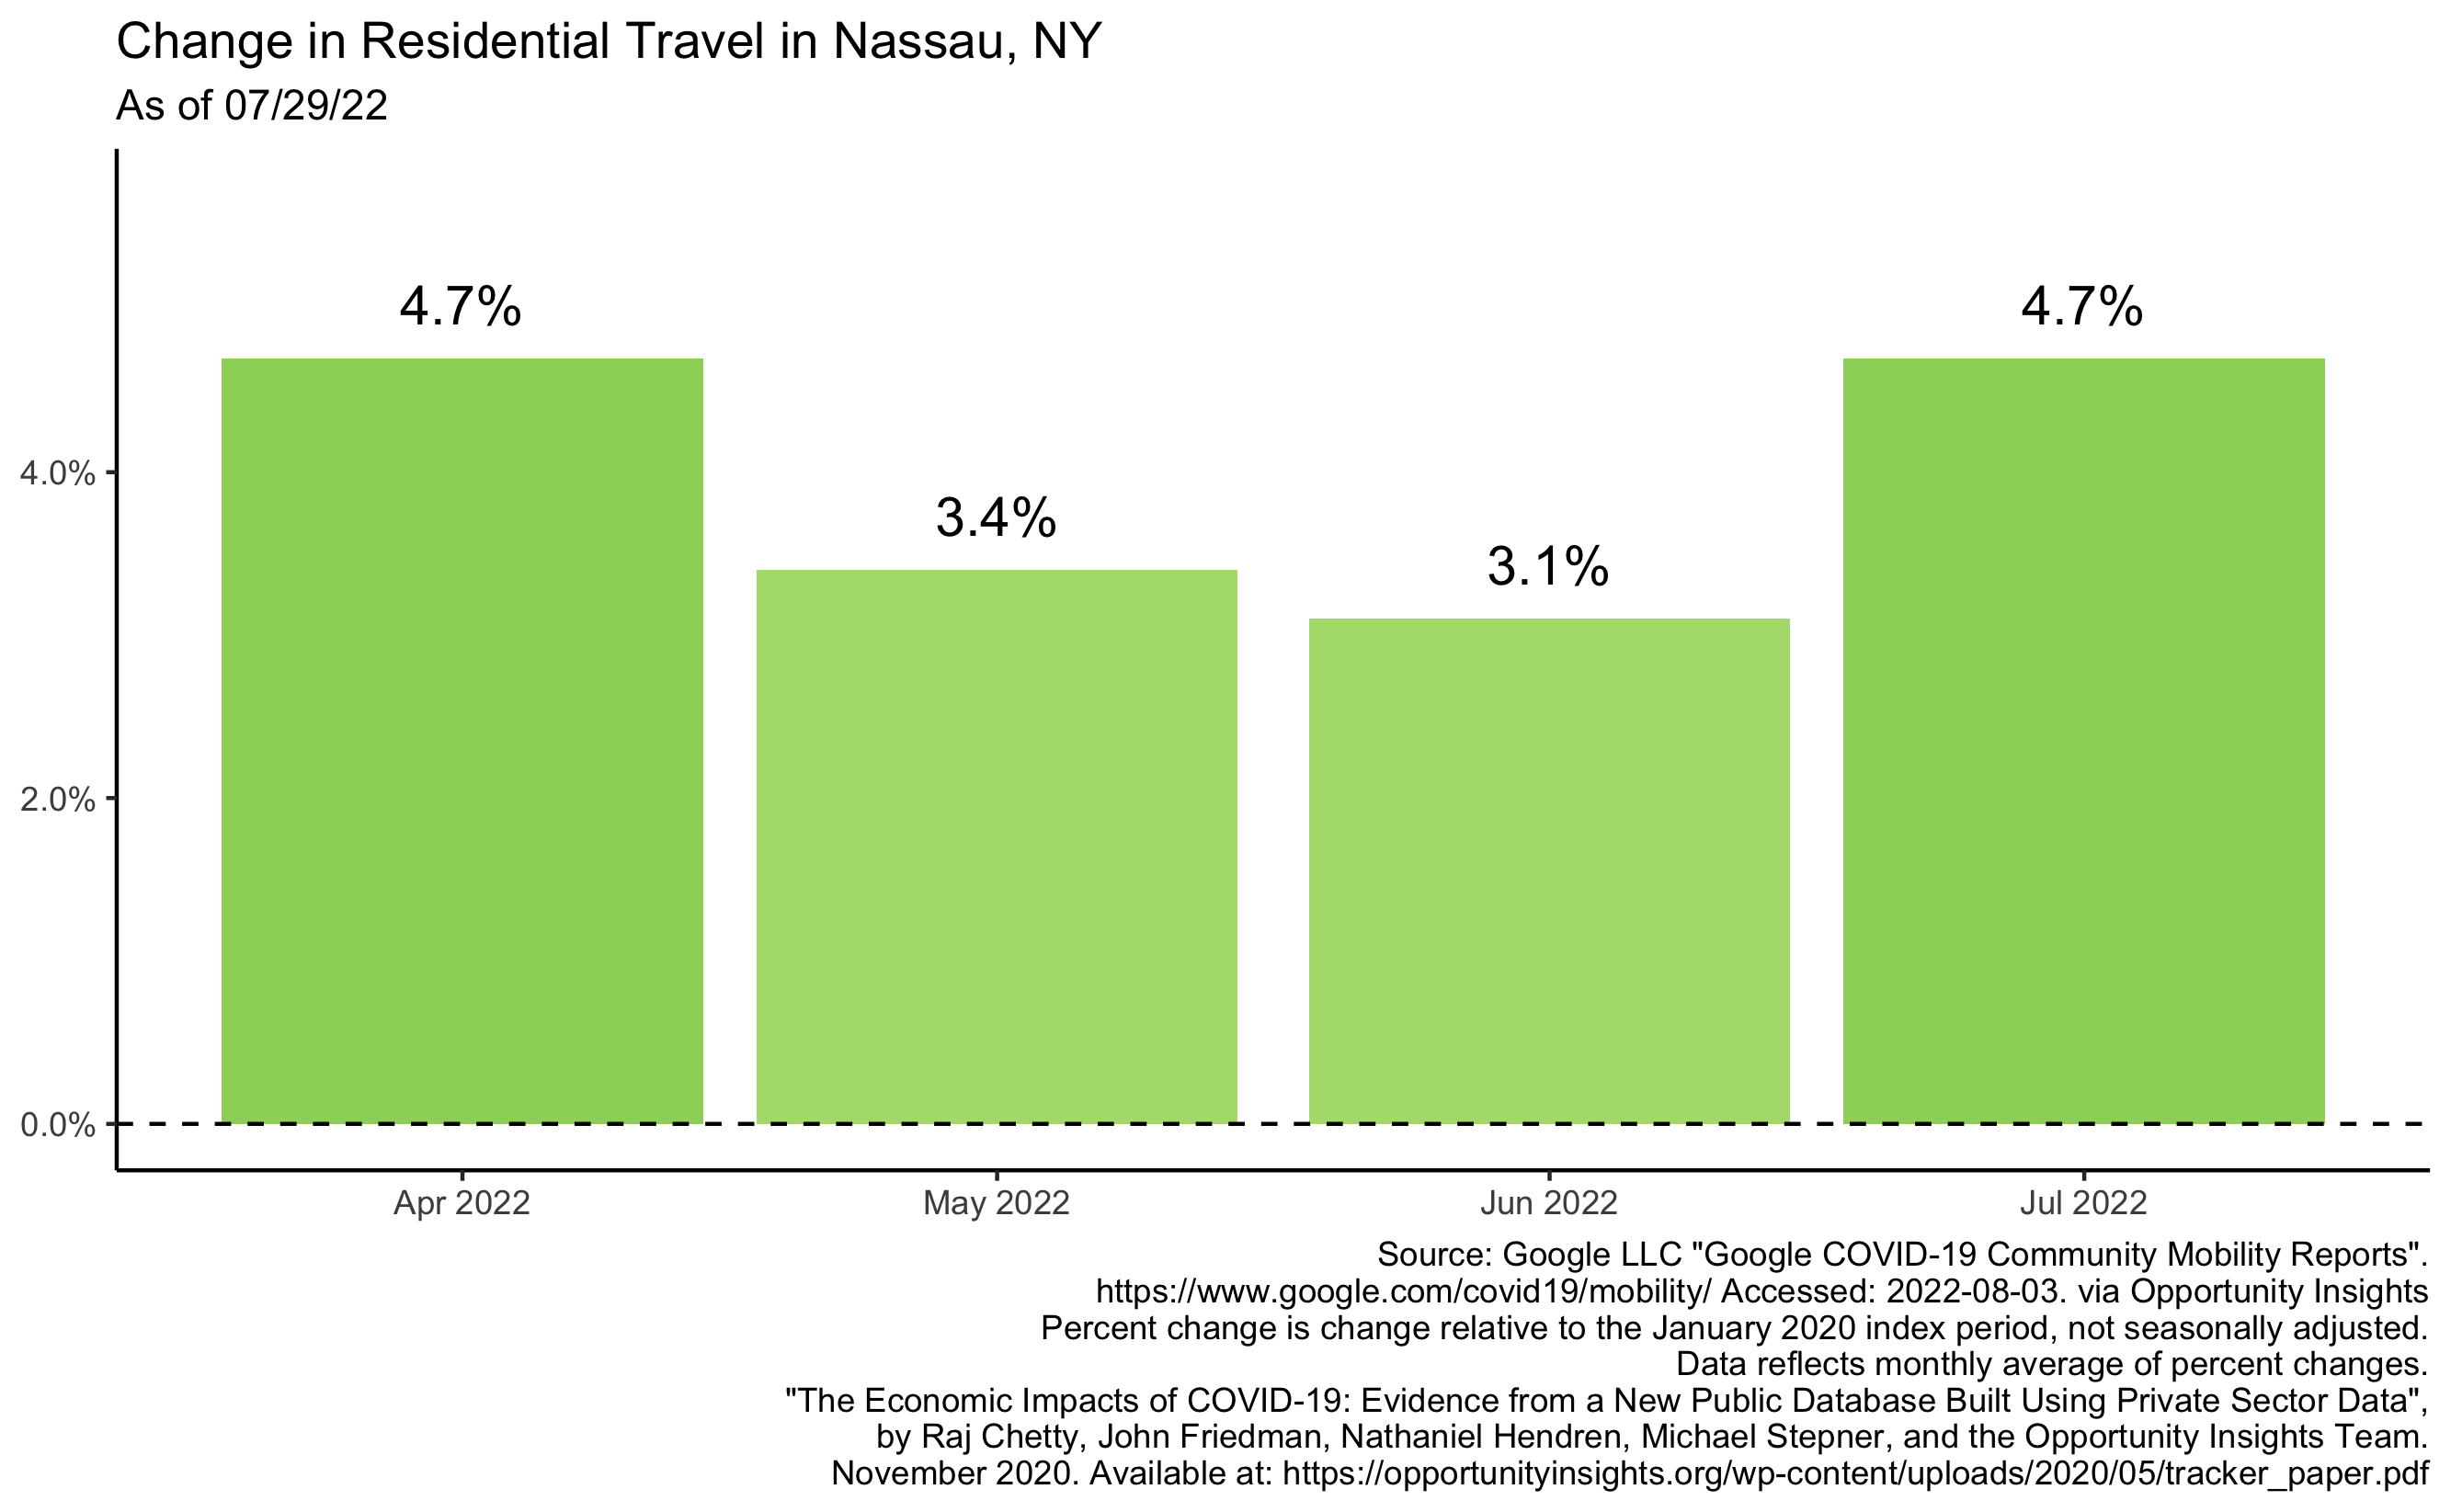 Change in Residential Travel in Nassau, NY
As of 07/29/22
4.7%
4.7%
4.0%
3.4%
3.1%
2.0%
0.0%
Apr 2022
May 2022
Jun 2022
Jul 2022
Source: Google LLC "Google COVID-19 Community Mobility Reports".
https://www.google.com/covid19/mobility/ Accessed: 2022-08-03. via Opportunity Insights
Percent change is change relative to the January 2020 index period, not seasonally adjusted.
Data reflects monthly average of percent changes.
"The Economic Impacts of COVID-19: Evidence from a New Public Database Built Using Private Sector Data",
by Raj Chetty, John Friedman, Nathaniel Hendren, Michael Stepner, and the Opportunity Insights Team.
November 2020. Available at: https://opportunityinsights.org/wp-content/uploads/2020/05/tracker_paper.pdf